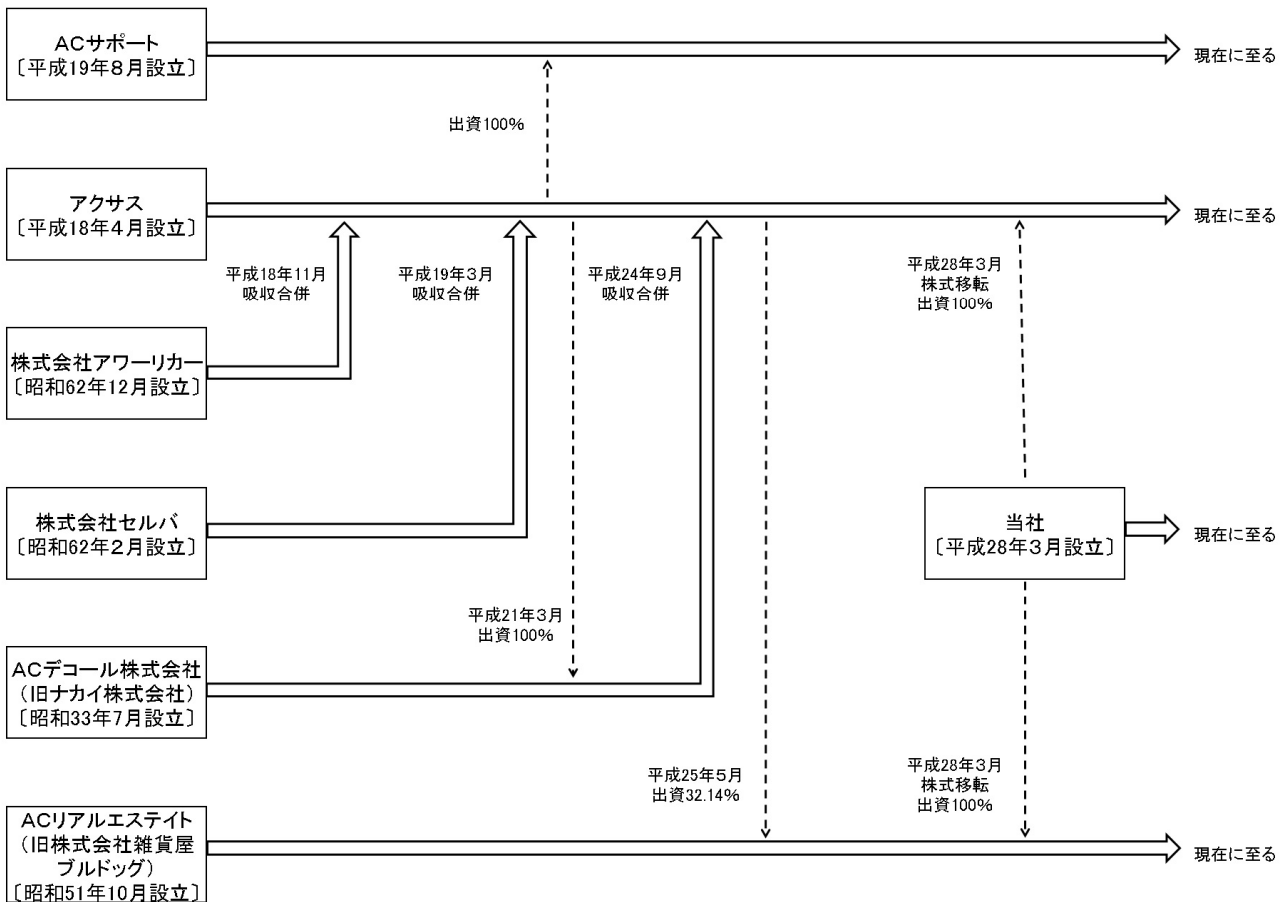 ACサポート
〔平成19年8月設立〕
現在に至る
出資100%
アクサス
〔平成18年4月設立〕
現在に至る
平成18年11月
吸収合併
平成19年3月
吸収合併
平成24年9月
吸収合併
平成28年3月
株式移転
出資100%
株式会社アワーリカー
〔昭和62年12月設立〕
株式会社セルバ
〔昭和62年2月設立〕
当社
〔平成28年3月設立〕
現在に至る
平成21年3月
出資100%
ACデコール株式会社
(旧ナカイ株式会社)
〔昭和33年7月設立〕
平成25年5月
出資32.14%
平成28年3月
株式移転
出資100%
ACリアルエステイト
(旧株式会社雑貨屋
ブルドッグ)
〔昭和51年10月設立〕
現在に至る